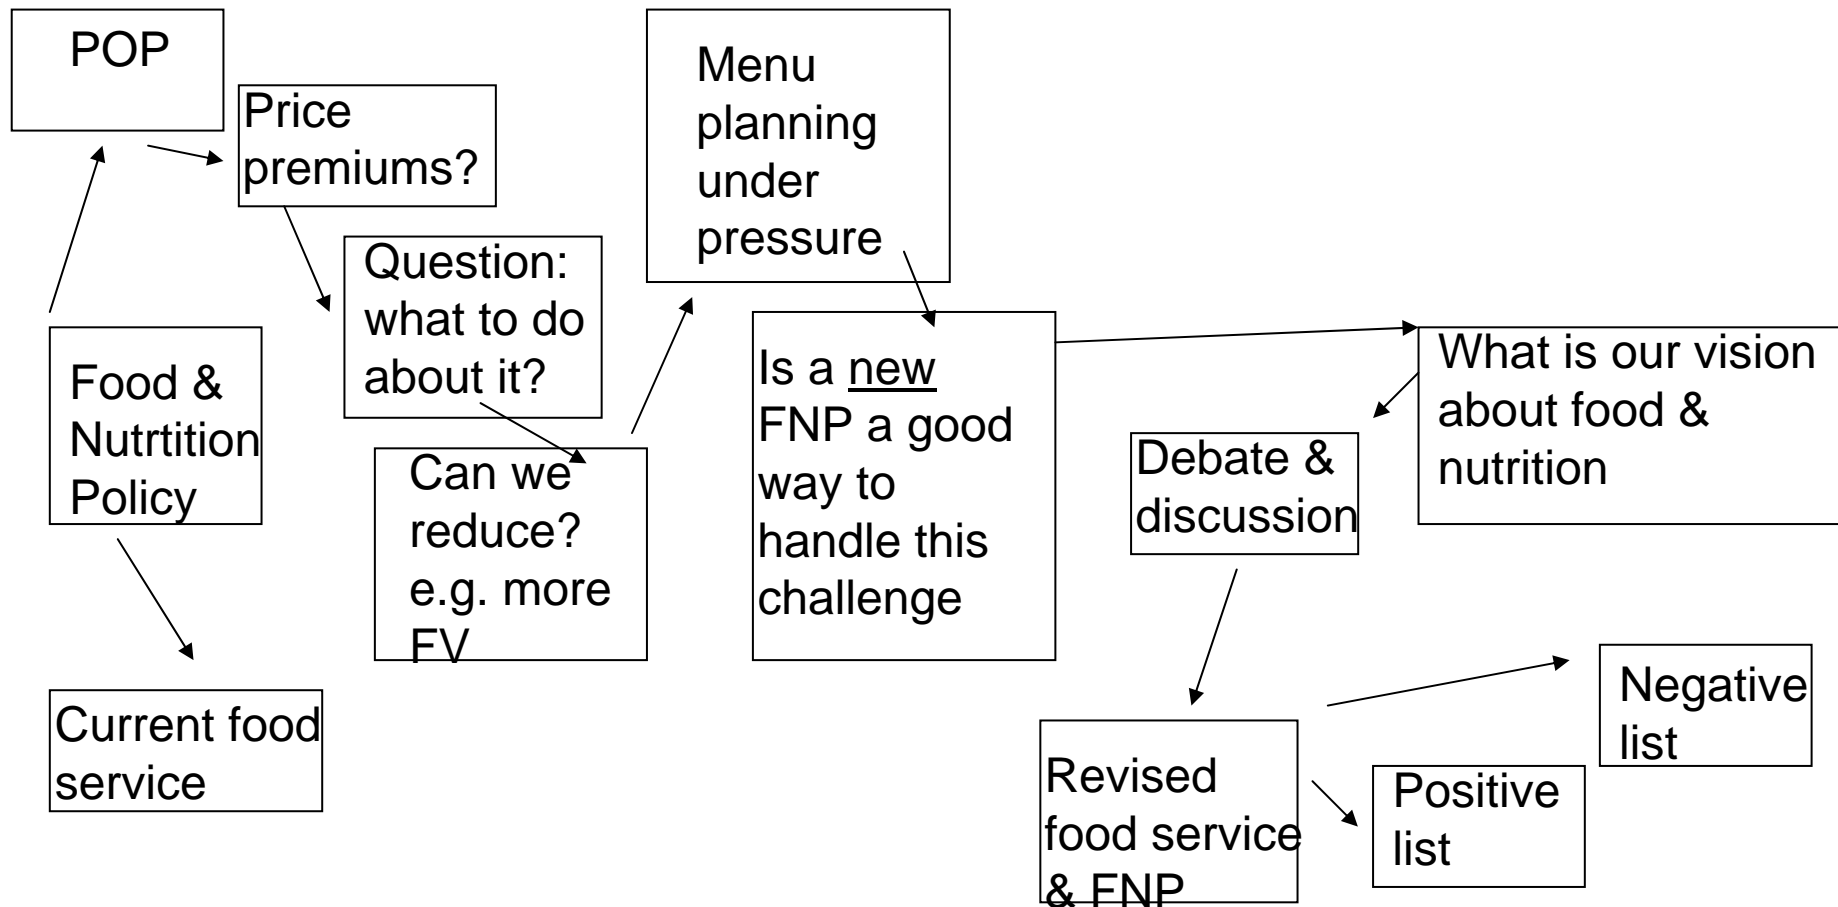 POP
Price
premiums?
Question:
what to do
about it?
Food &
Nutrtition
Policy
Can we
reduce?
e.g. more
FV
Current food
service
Menu
planning
under
pressure
Is a new
FNP a good
way to
handle this
challenge
What is our vision
about food &
nutrition
Debate &
discussion
Revised
food service
& FNP
Negative
list
Positive
list